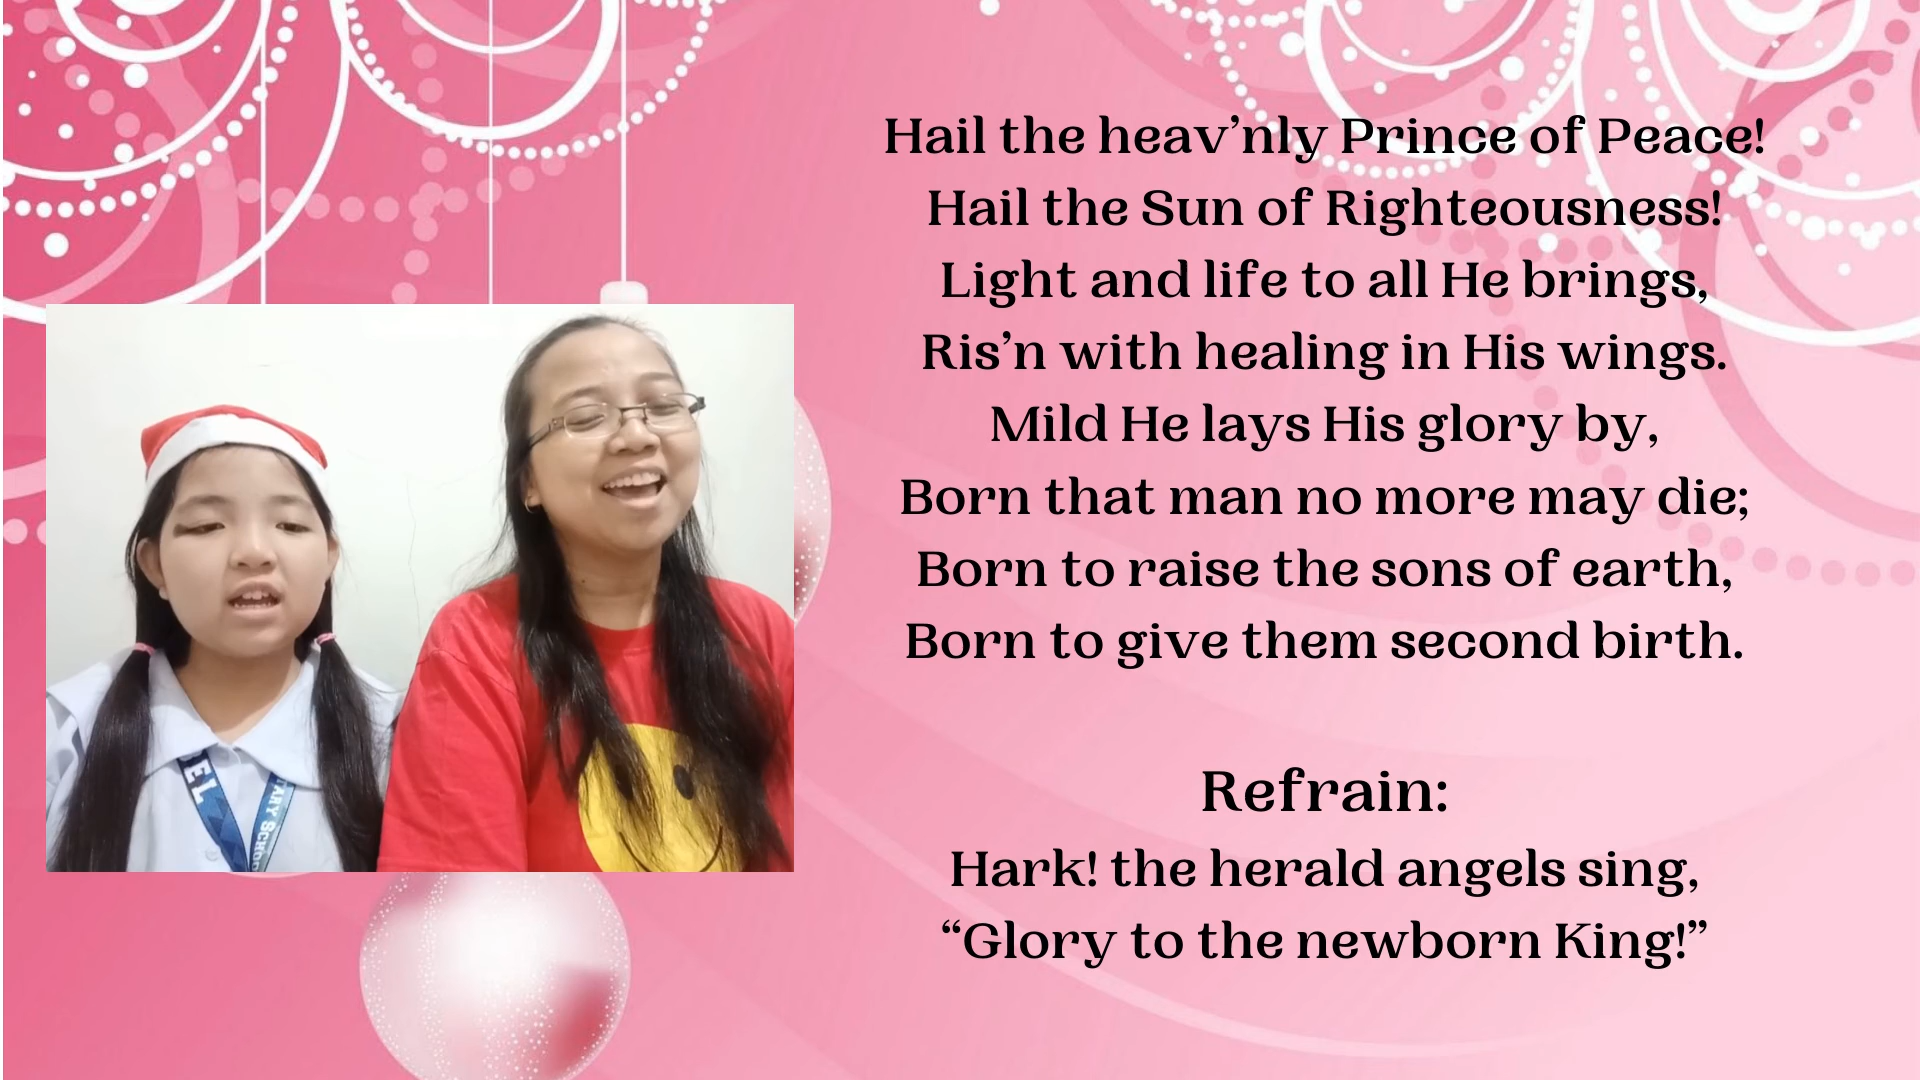 Hail the heav’nly Prince of Peace!
Hail the Sun of Righteousness!
Light and life to all He brings,
Ris’n with healing in His wings.
Mild He lays His glory by,
Born that man no more may die;
Born to raise the sons of earth,
Born to give them second birth.
Refrain:
Hark! the herald angels sing,
“Glory to the newborn King!”